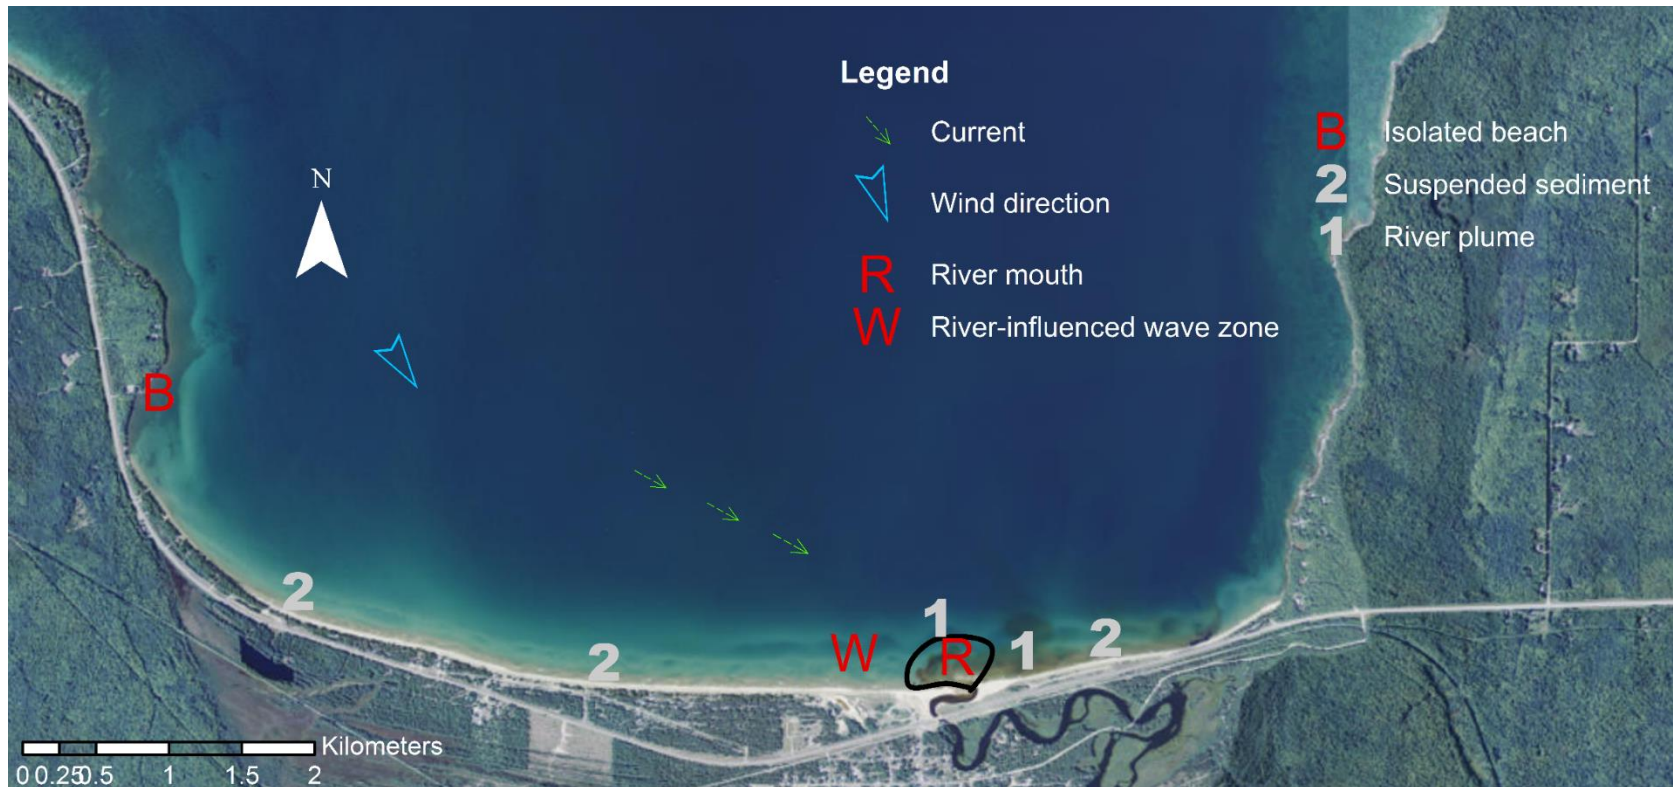 Legend
Current
Wind direction
R River mouth
W River-influenced wave zone
B Isolated beach
2 Suspended sediment
1 River plume
N
B
2
2
W
1
R
1
2
Kilometers
0 0.25 0.5 1 1.5 2